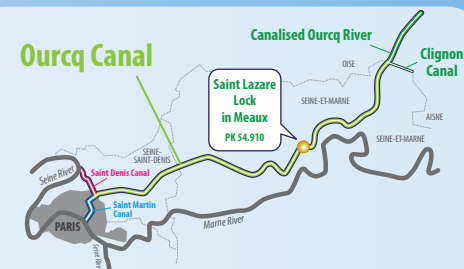 Canalised Ourcq River
Ourcq Canal
Clignon
Canal
OISE
Saint Lazare
Lock
in Meaux
PK 54.910
SEINE-ET-MARNE
AISNE
SEINE-ET-MARNE
SEINE-
SAINT-DENIS
Seine River
Saint Denis Canal
Saint Martin
Canal
Marne River
PARIS